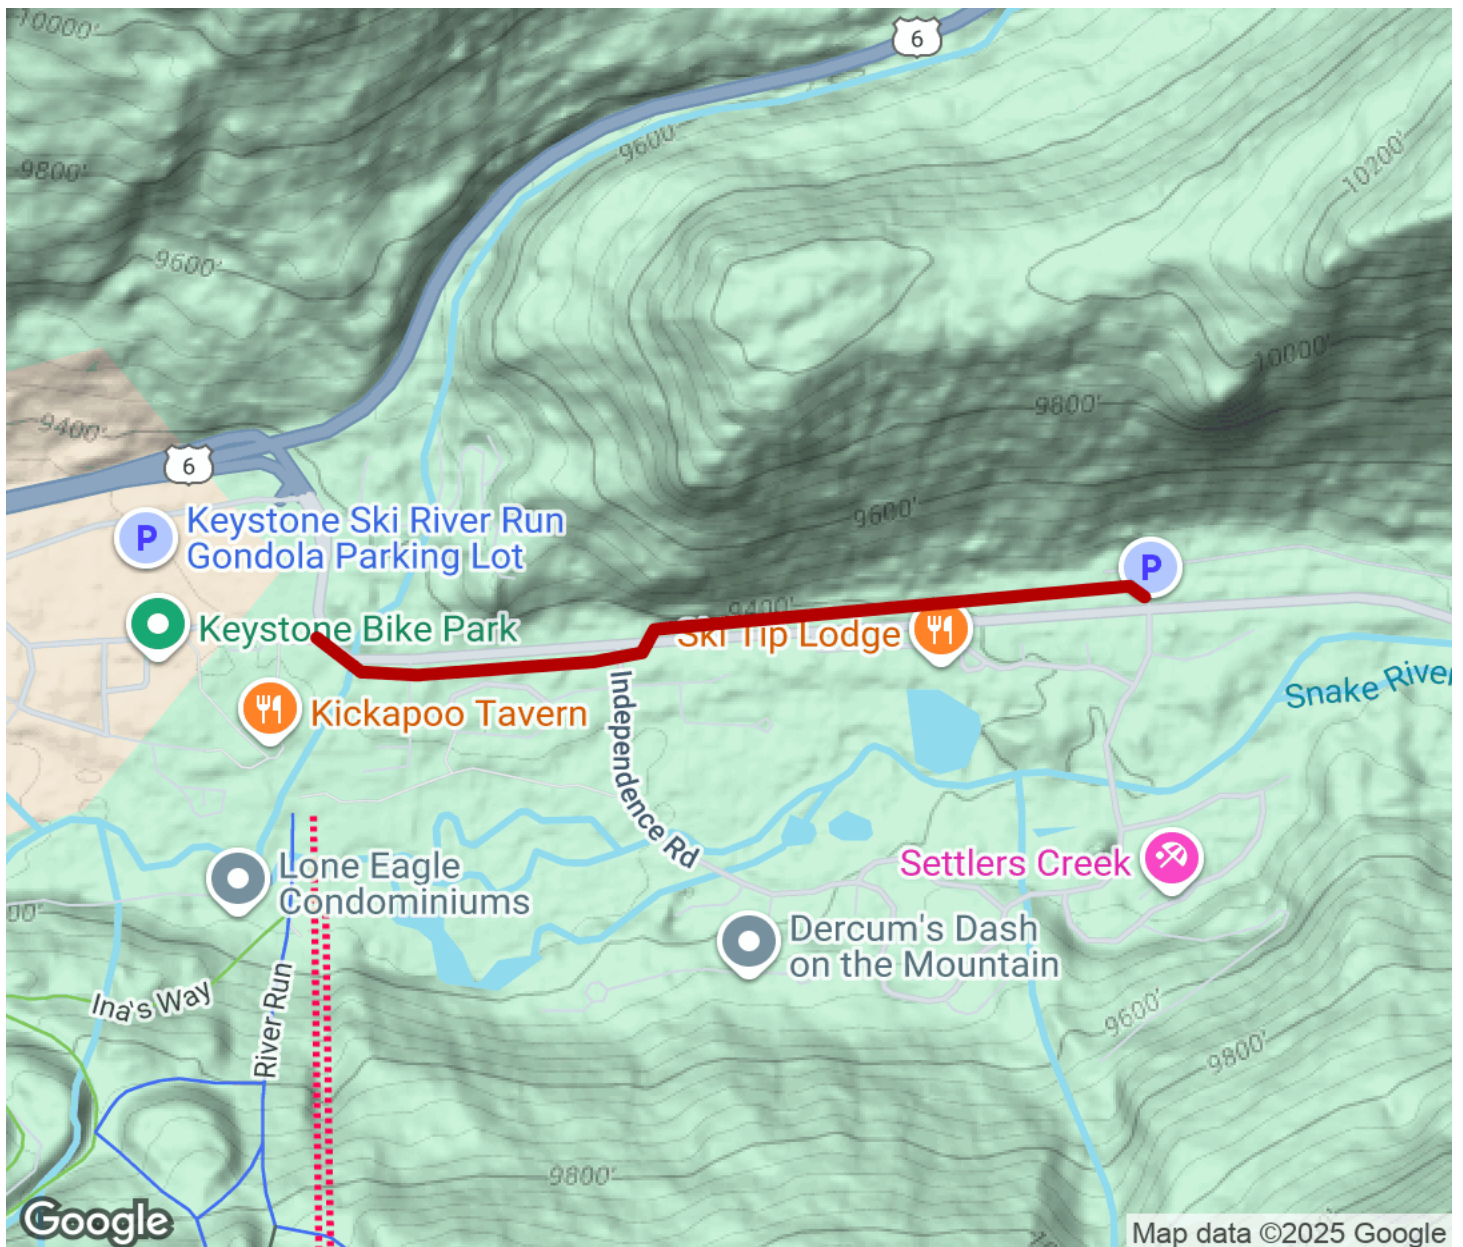 10000'
6
9600'
10200'
9800'
9600'
10000'
9800'
9400'
6
9600'
Keystone Ski River Run
Gondola Parking Lot
P
P
9400'
Keystone Bike Park
Ski Tip Lodge
Independence Rd
Snake River
Kickapoo Tavern
Lone Eagle
Condominiums
Settlers Creek
00'
Dercum's Dash
on the Mountain
Ina's Way
River Run
9600'
9800'
9800'
Google
Map data ©2025 Google